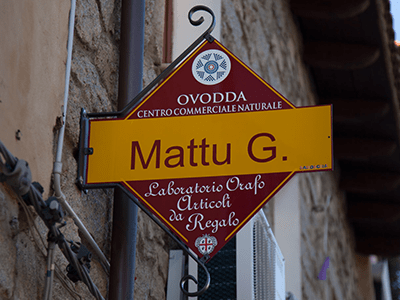 OVODDA
CENTRO COMMERCIALE NATURALE
Mattu G.
Laboratorio Orafo
Articoli
da
Regalo